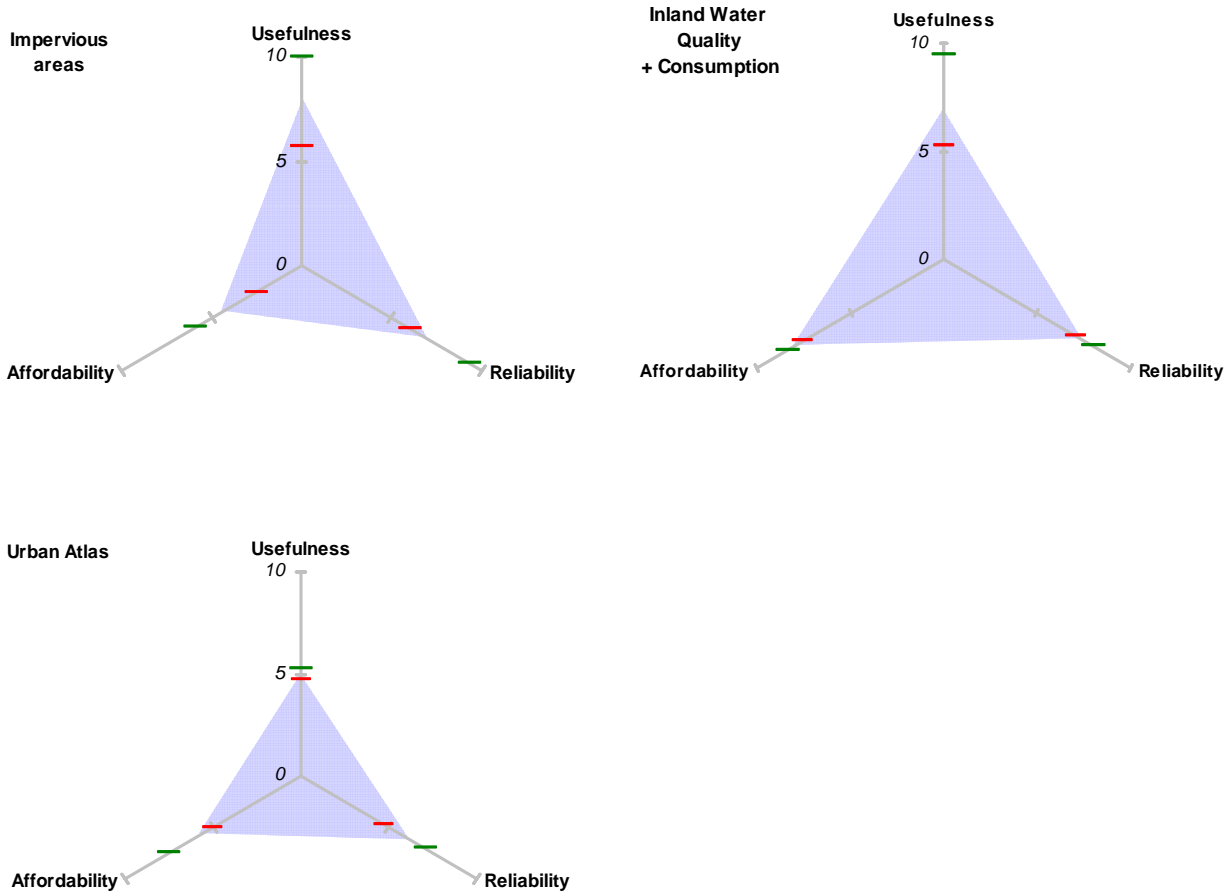 Impervious
areas
Usefulness
10
5
0
Affordability
Reliability
Inland Water
Quality
+ Consumption
Usefulness
10
5
0
Affordability
Reliability
Urban Atlas
Usefulness
10
5
0
Affordability
Reliability